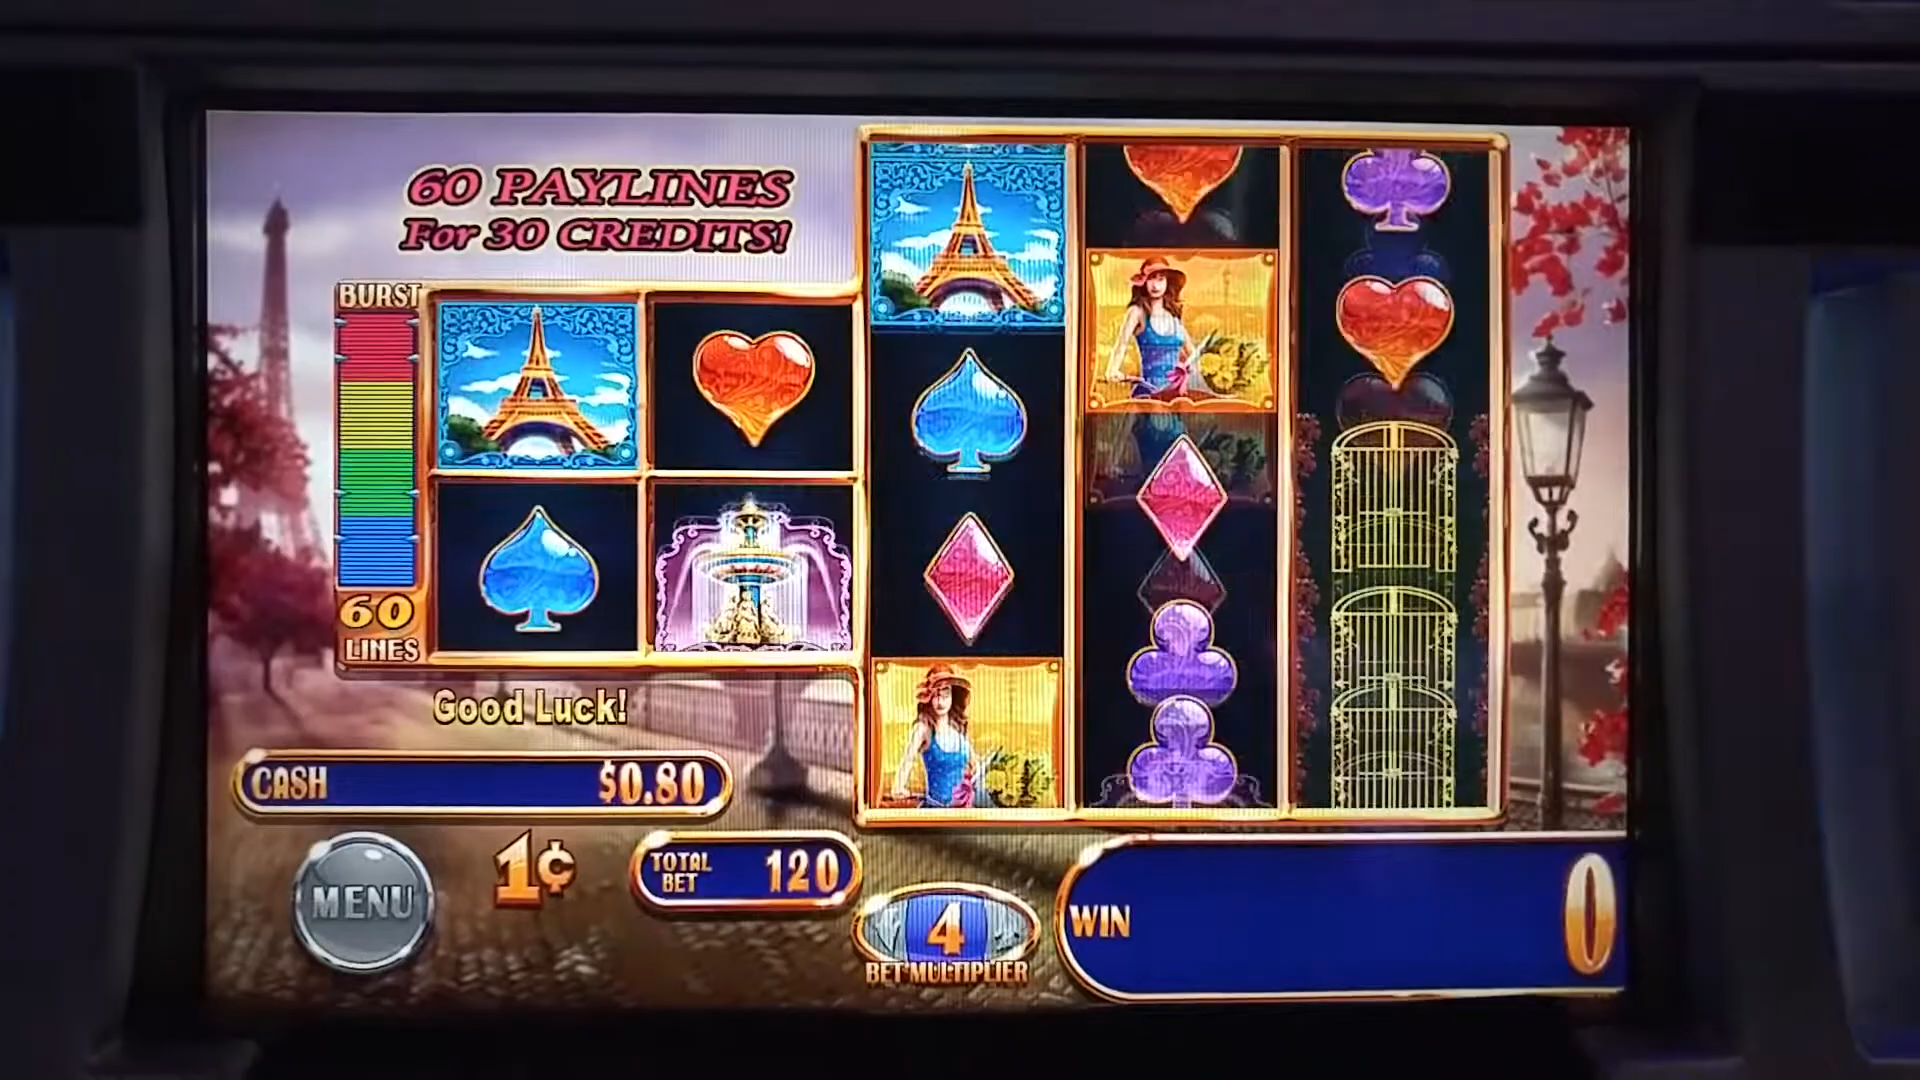 60 PAYLINES
For 30 CREDITS!
BURST
60
LINES
Good Luck!
CASH $0.80
MENU
1¢
TOTAL
BET
120
4
BET MULTIPLIER
WIN 0